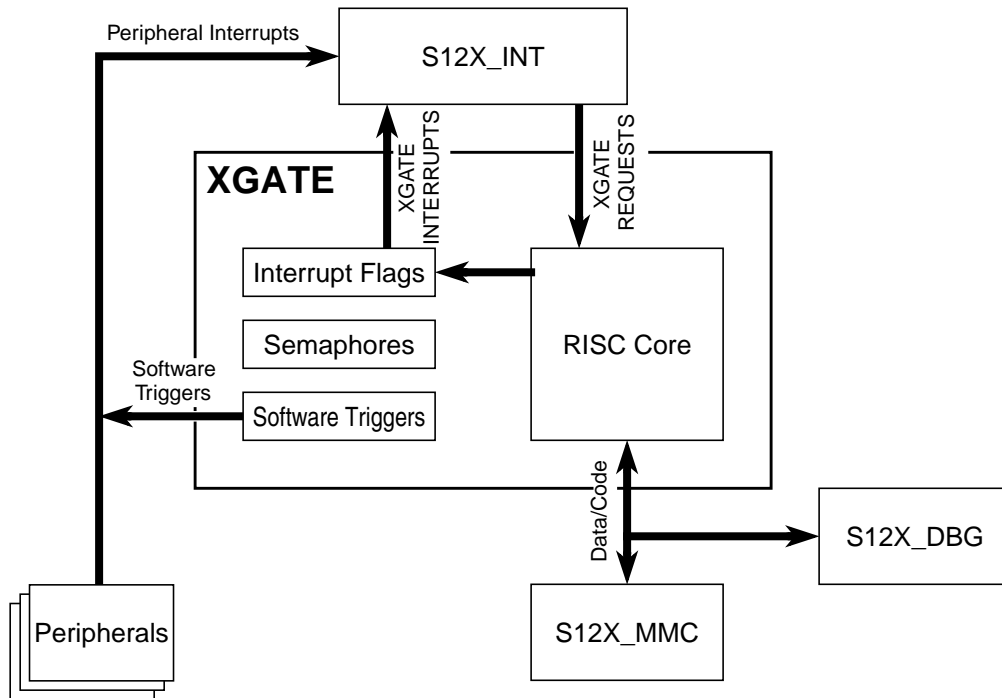 Peripheral Interrupts
S12X_INT
XGATE
INTERRUPTS
XGATE
REQUESTS
XGATE
Interrupt Flags
Semaphores
RISC Core
Software
Triggers
Software Triggers
Data/Code
S12X_DBG
Peripherals
S12X_MMC